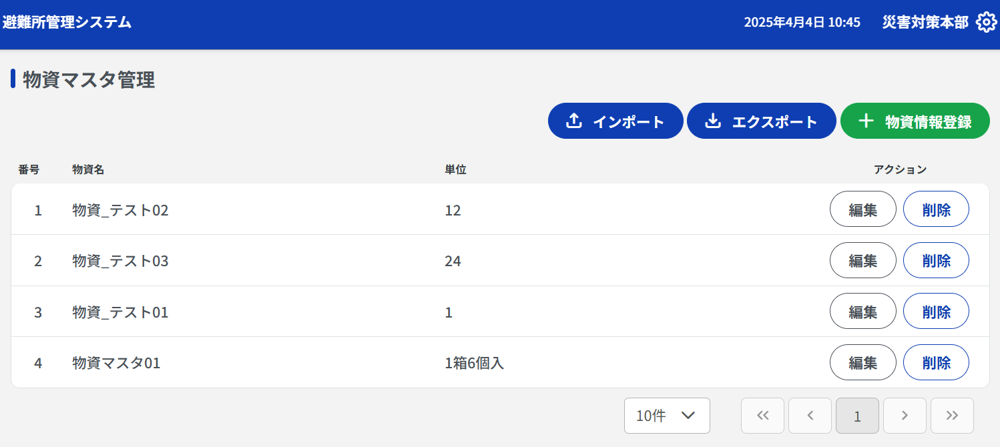 避難所管理システム 2025年4月4日 10:45 災害対策本部
物資マスタ管理
インポート エクスポート 物資情報登録
番号 物資名 単位 アクション
1 物資_テスト02 12 編集 削除
2 物資_テスト03 24 編集 削除
3 物資_テスト01 1 編集 削除
4 物資マスタ01 1箱6個入 編集 削除
10件 1